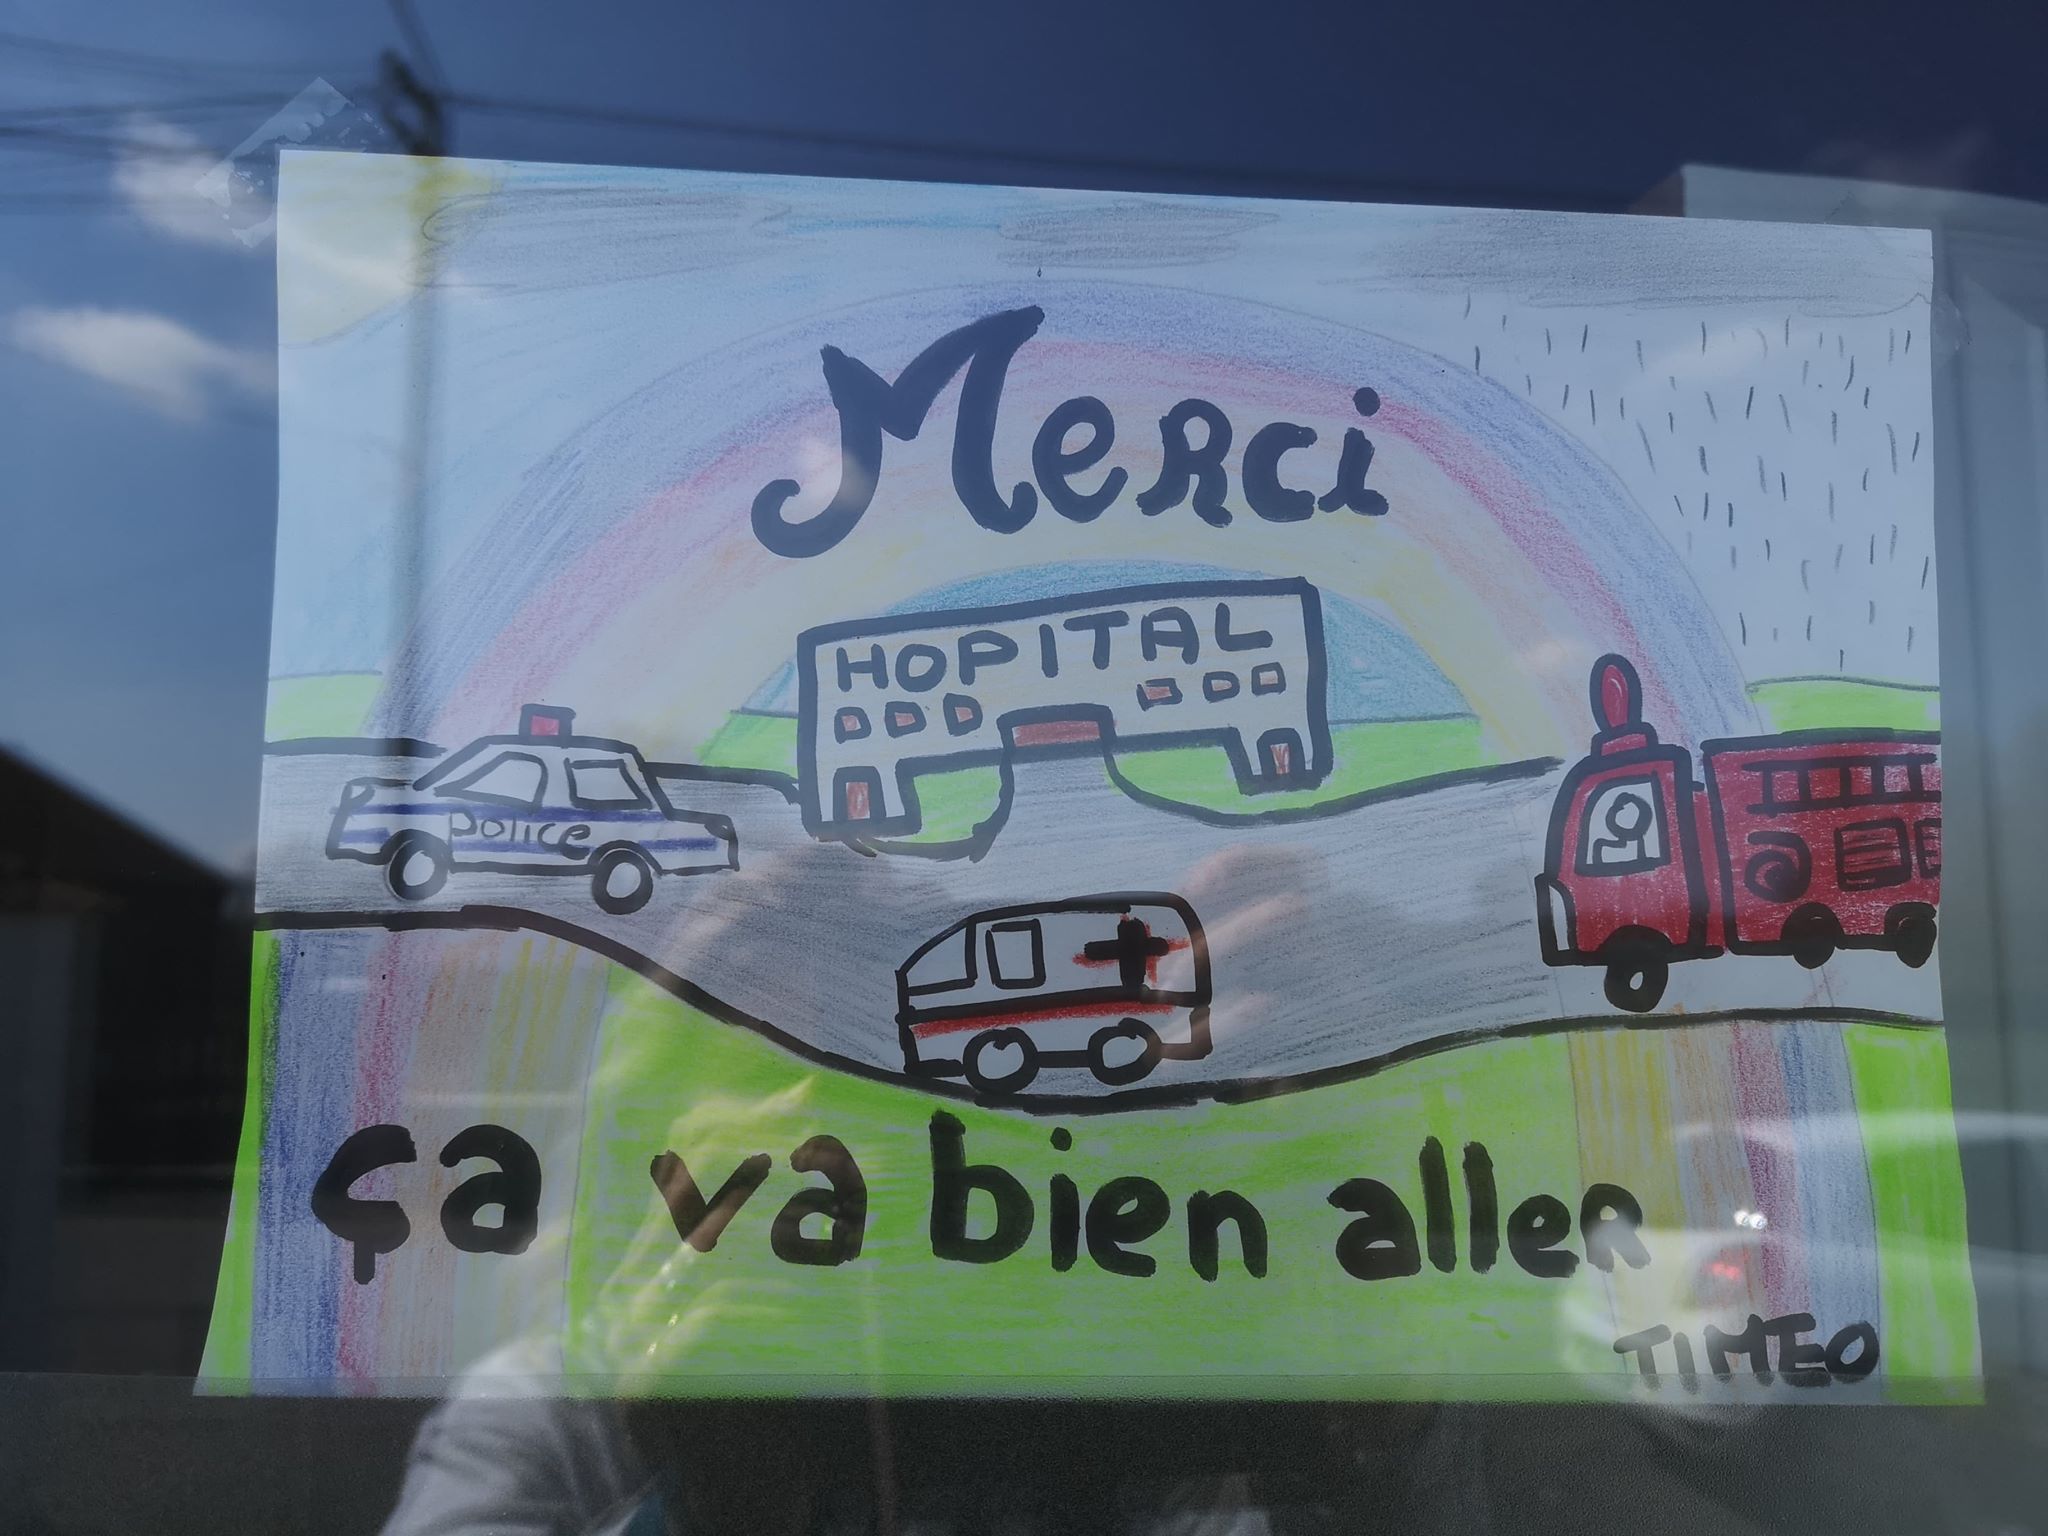 Merci
HOPITAL
police
ça va bien aller
TIMEO